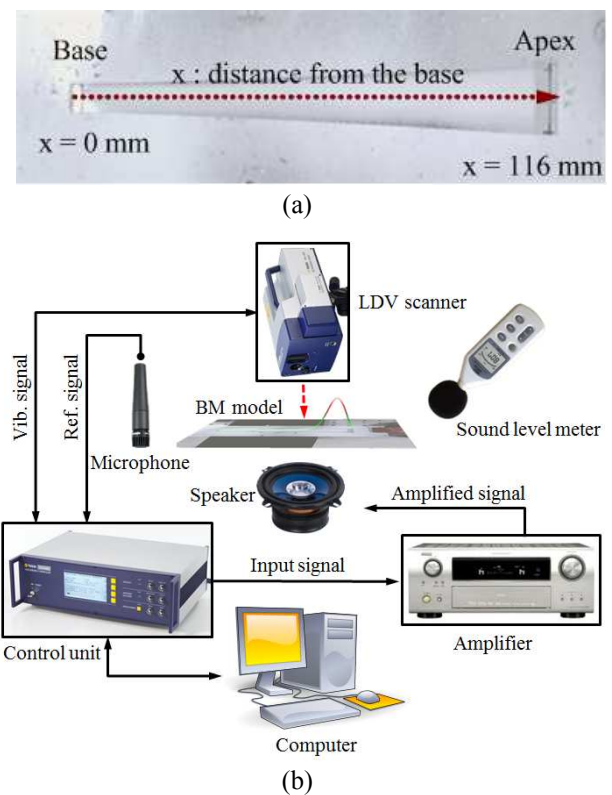 Base
Apex
x : distance from the base
x = 0 mm
x = 116 mm
(a)
LDV scanner
Vib. signal
Ref. signal
BM model
Sound level meter
Microphone
Speaker
Amplified signal
Input signal
Control unit
Amplifier
Computer
(b)